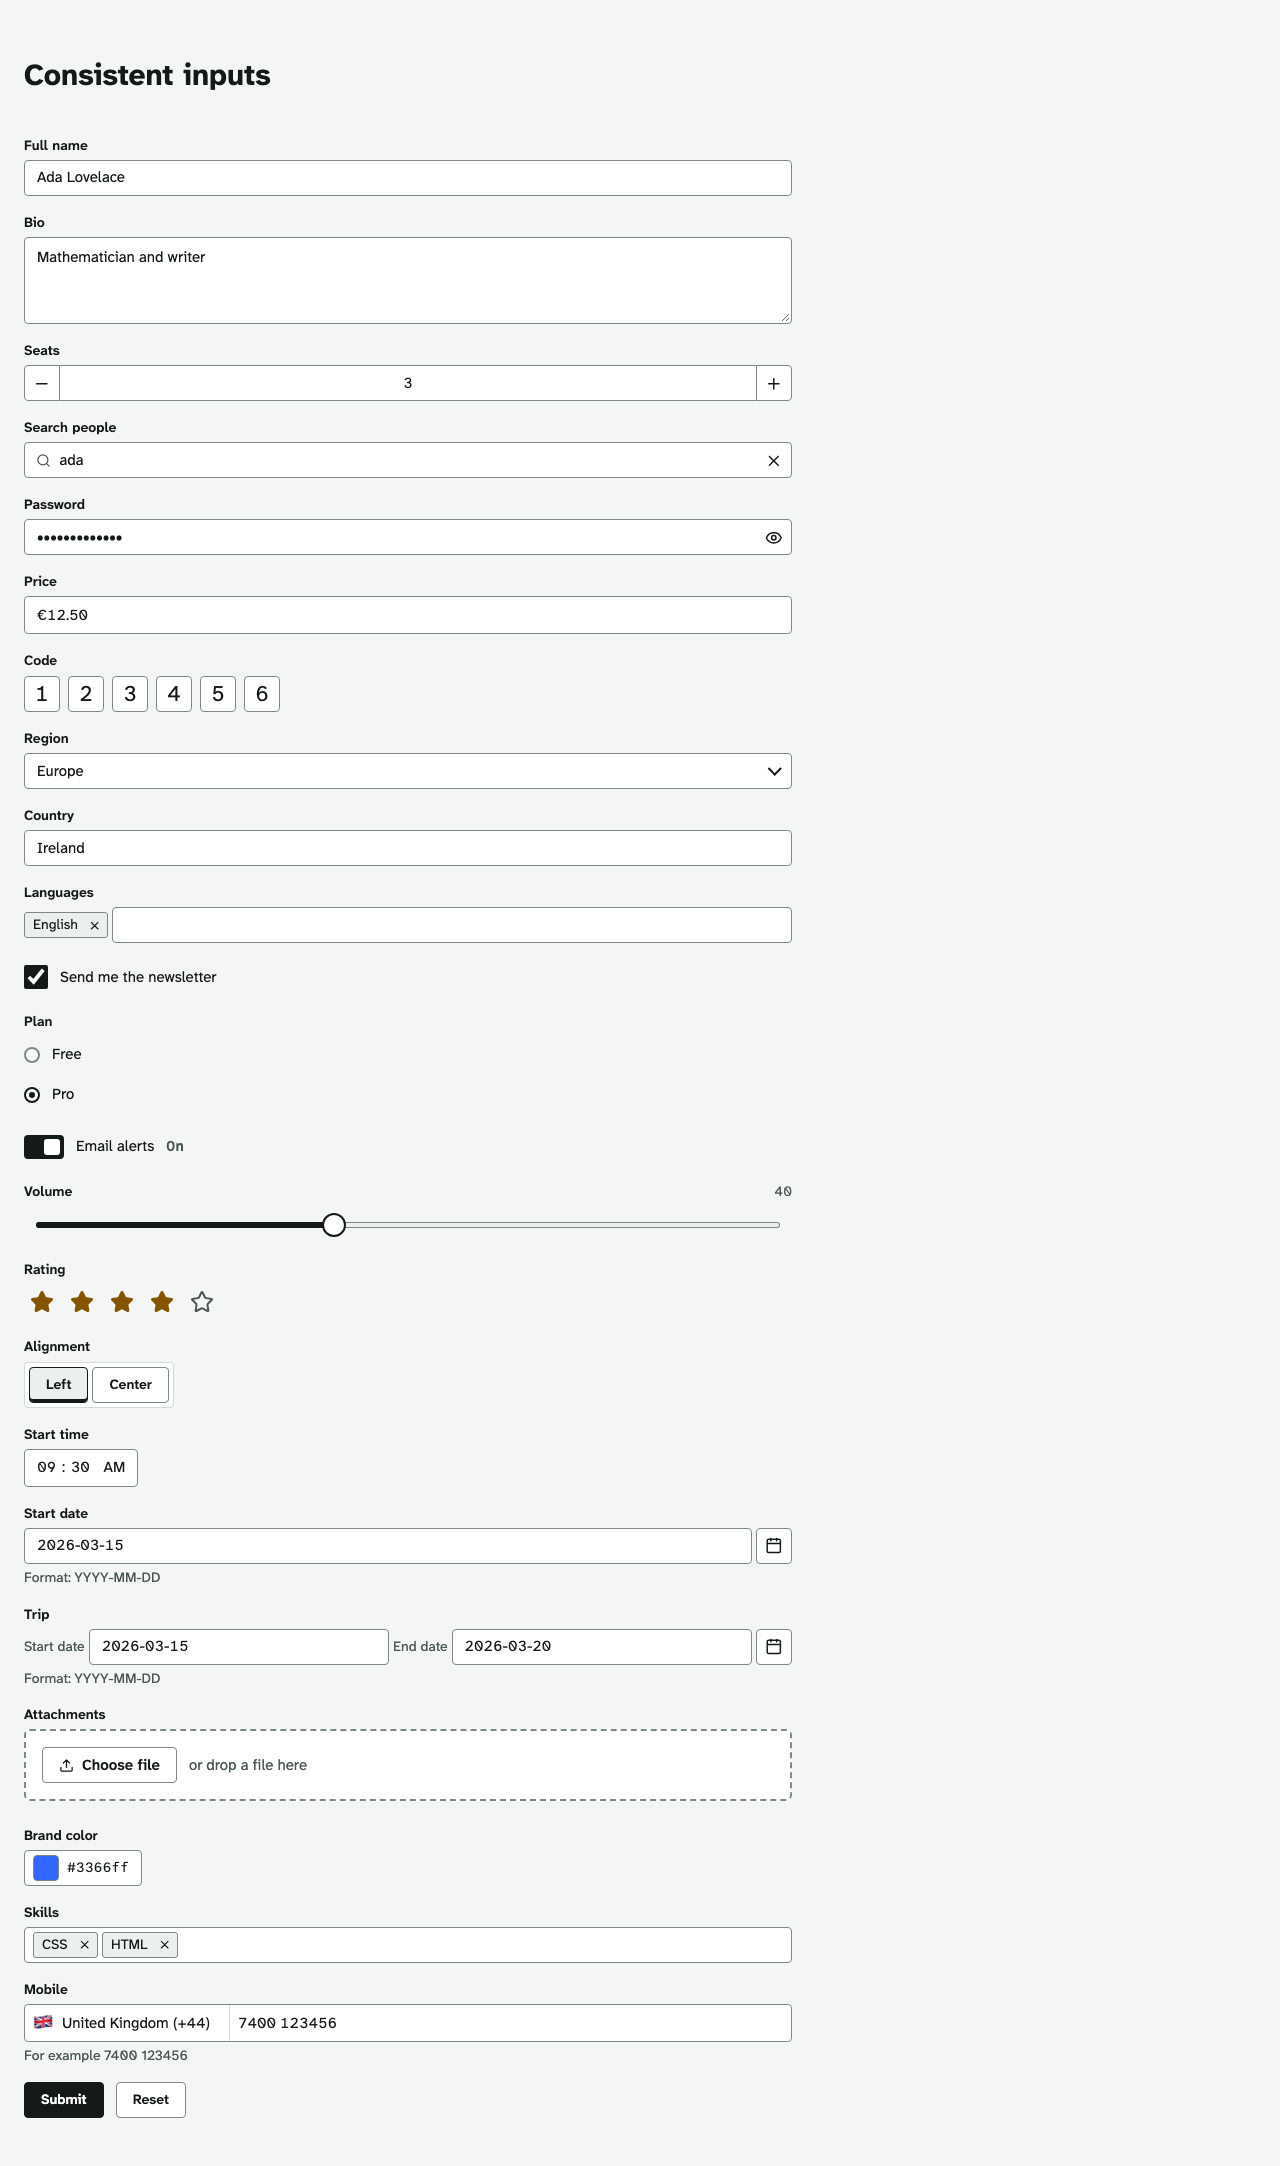 Consistent inputs
Full name
Ada Lovelace
Bio
Mathematician and writer
Seats
3
Search people
ada
Password
•••••••••••••
Price
€12.50
Code
1 2 3 4 5 6
Region
Europe
Country
Ireland
Languages
English
Send me the newsletter
Plan
Free
Pro
Email alerts On
Volume 40
Rating
Alignment
Left Center
Start time
09 : 30 AM
Start date
2026-03-15
Format: YYYY-MM-DD
Trip
Start date 2026-03-15 End date 2026-03-20
Format: YYYY-MM-DD
Attachments
Choose file or drop a file here
Brand color
#3366ff
Skills
CSS HTML
Mobile
United Kingdom (+44) 7400 123456
For example 7400 123456
Submit Reset